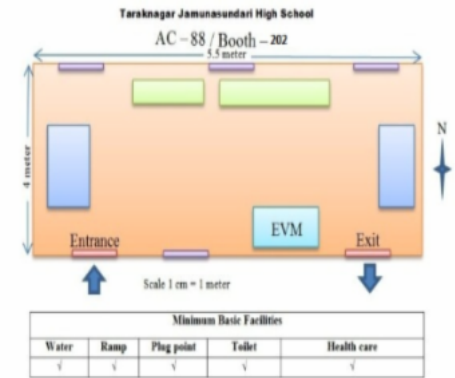 Taraknagar Jamunasundari High School
AC – 88 / Booth – 202
5.5 meter
4 meter
N
EVM
Entrance
Exit
Scale 1 cm = 1 meter
Minimum Basic Facilities
Water Ramp Plug point Toilet Health care
√ √ √ √ √